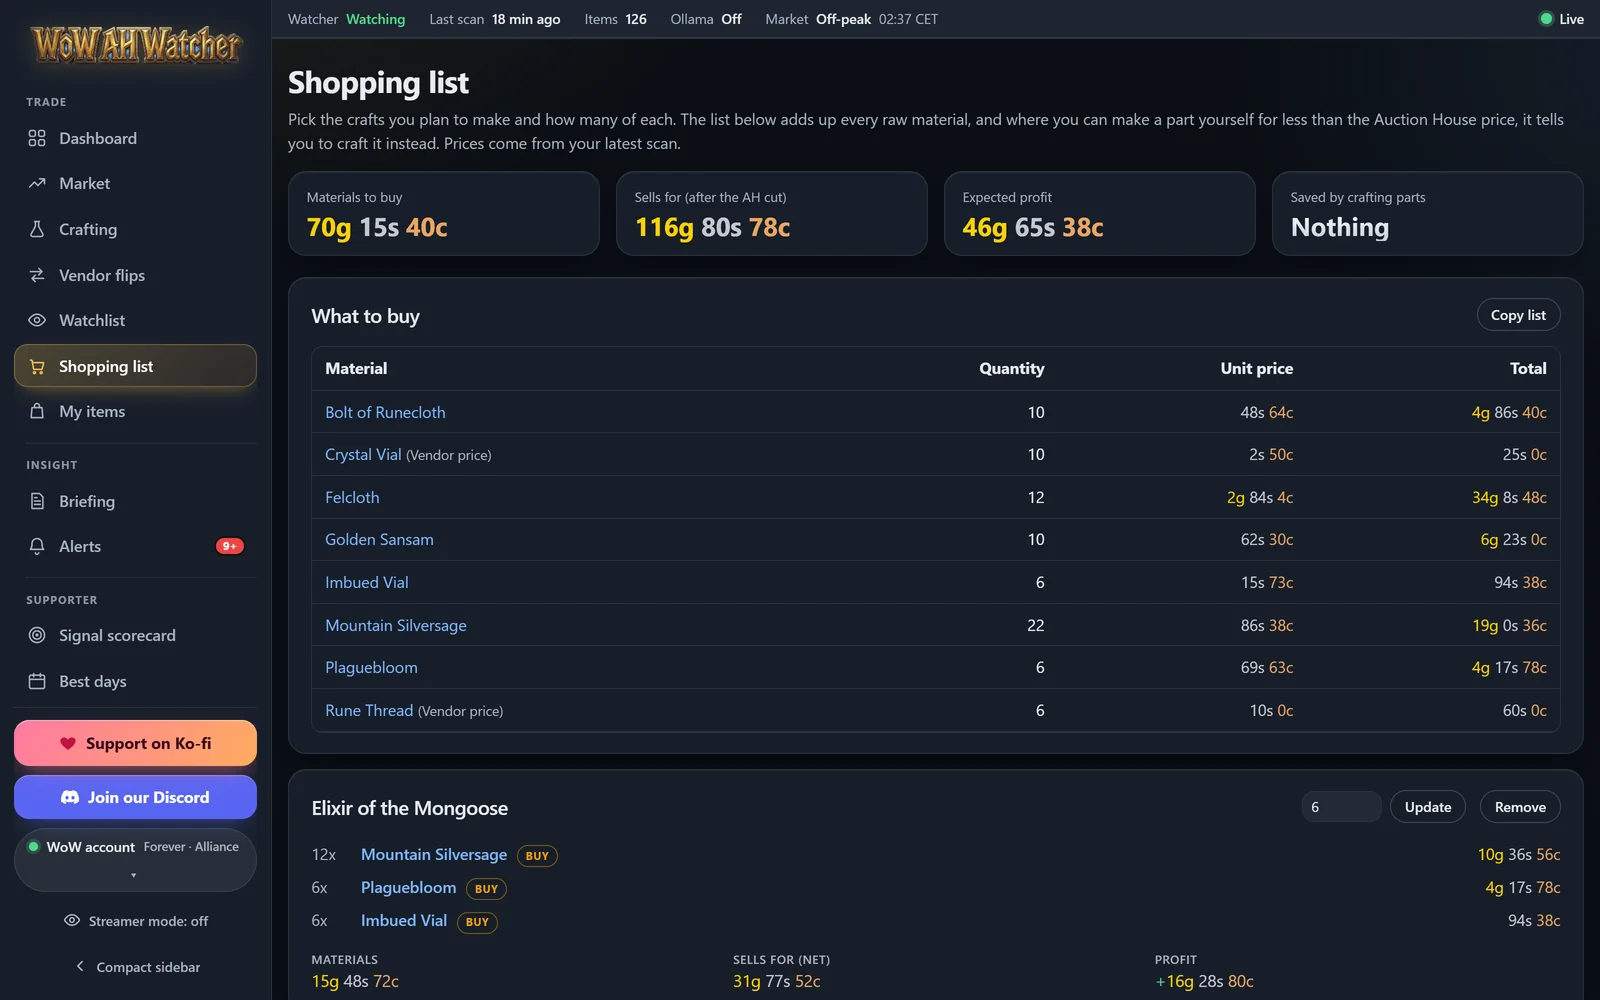 WoW AH Watcher
Watcher Watching Last scan 18 min ago Items 126 Ollama Off Market Off-peak 02:37 CET Live
TRADE
Dashboard
Market
Crafting
Vendor flips
Watchlist
Shopping list
My items
INSIGHT
Briefing
Alerts 9+
SUPPORTER
Signal scorecard
Best days
Support on Ko-fi
Join our Discord
WoW account Forever · Alliance
Streamer mode: off
Compact sidebar
Shopping list
Pick the crafts you plan to make and how many of each. The list below adds up every raw material, and where you can make a part yourself for less than the Auction House price, it tells
you to craft it instead. Prices come from your latest scan.
Materials to buy
70g 15s 40c
Sells for (after the AH cut)
116g 80s 78c
Expected profit
46g 65s 38c
Saved by crafting parts
Nothing
What to buy Copy list
Material Quantity Unit price Total
Bolt of Runecloth 10 48s 64c 4g 86s 40c
Crystal Vial (Vendor price) 10 2s 50c 25s 0c
Felcloth 12 2g 84s 4c 34g 8s 48c
Golden Sansam 10 62s 30c 6g 23s 0c
Imbued Vial 6 15s 73c 94s 38c
Mountain Silversage 22 86s 38c 19g 0s 36c
Plaguebloom 6 69s 63c 4g 17s 78c
Rune Thread (Vendor price) 6 10s 0c 60s 0c
Elixir of the Mongoose 6 Update Remove
12x Mountain Silversage BUY 10g 36s 56c
6x Plaguebloom BUY 4g 17s 78c
6x Imbued Vial BUY 94s 38c
MATERIALS SELLS FOR (NET) PROFIT
15g 48s 72c 31g 77s 52c +16g 28s 80c